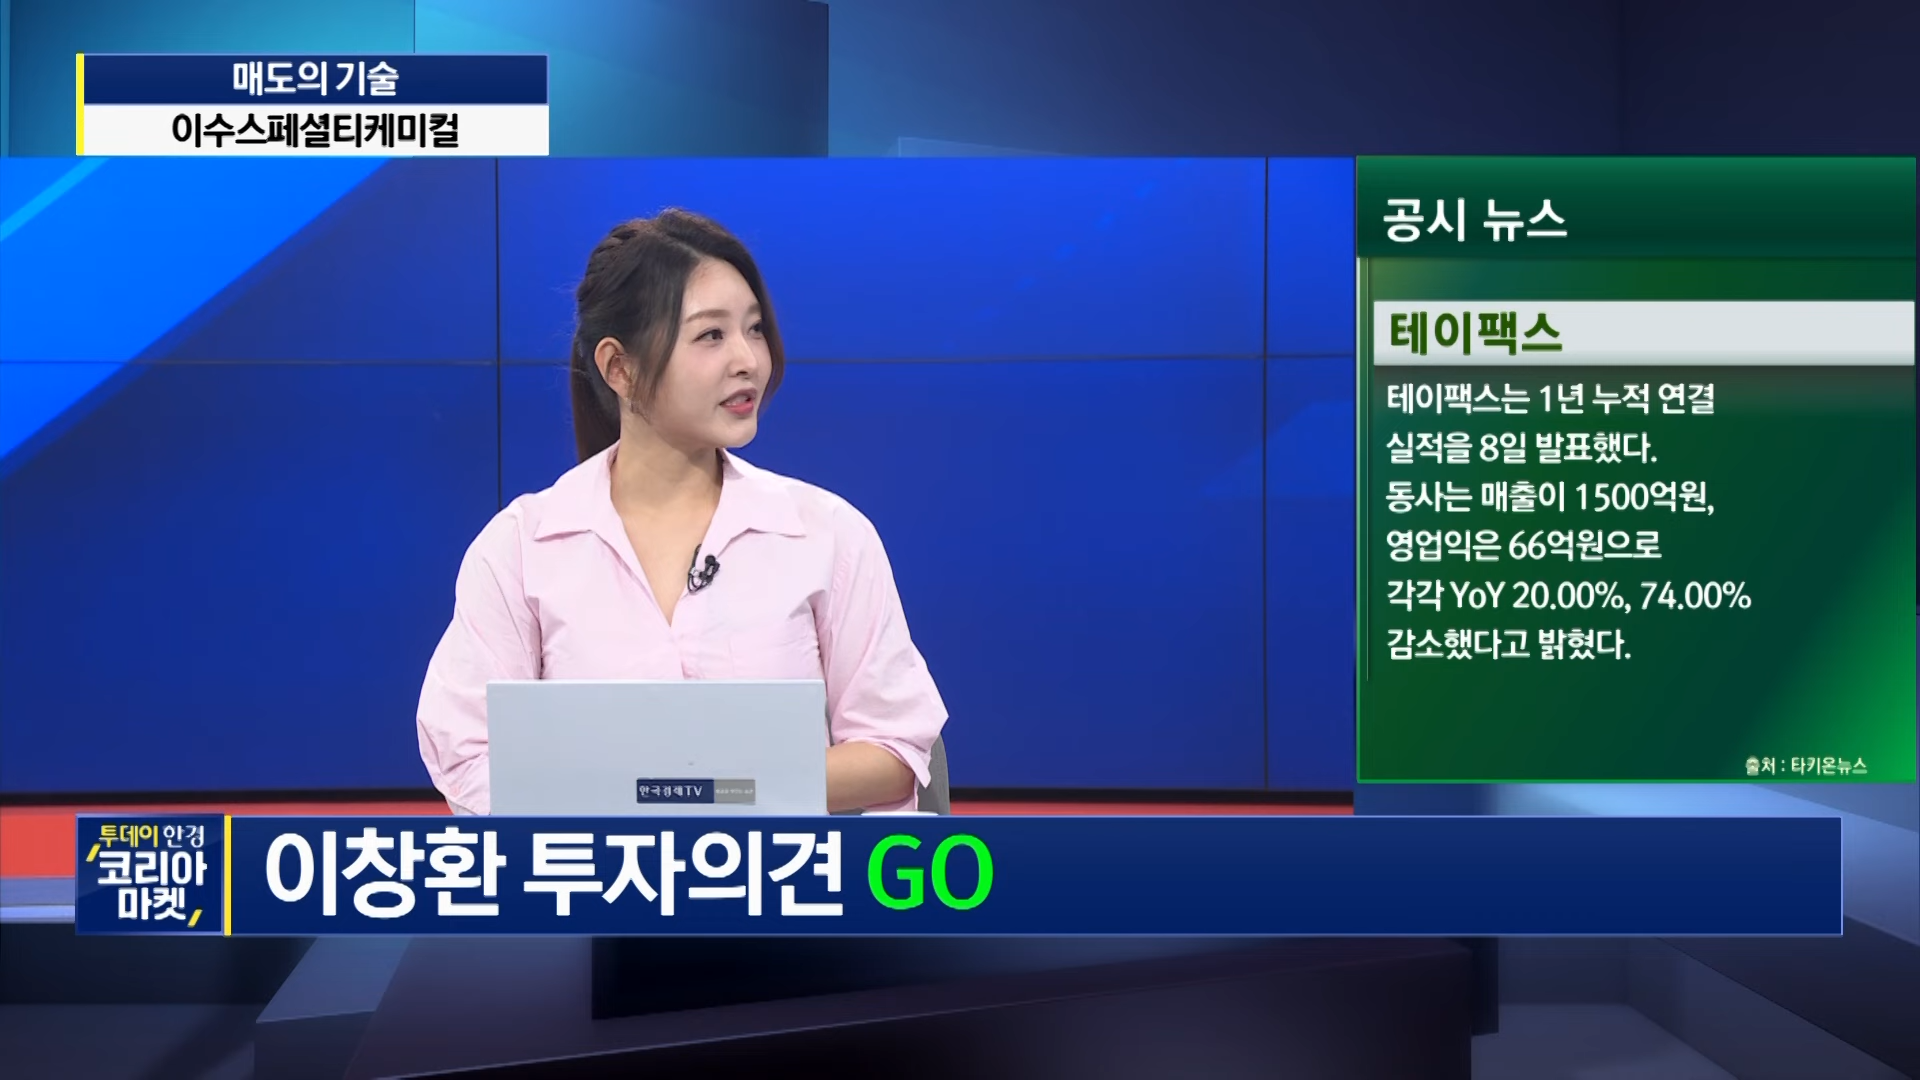 매도의 기술
이수스페셜티케미컬
공시 뉴스
테이팩스
테이팩스는 1년 누적 연결
실적을 8일 발표했다.
동사는 매출이 1500억원,
영업익은 66억원으로
각각 YoY 20.00%, 74.00%
감소했다고 밝혔다.
출처 : 타키온뉴스
한국경제TV
투데이 한경
코리아
마켓
이창환 투자의견 GO